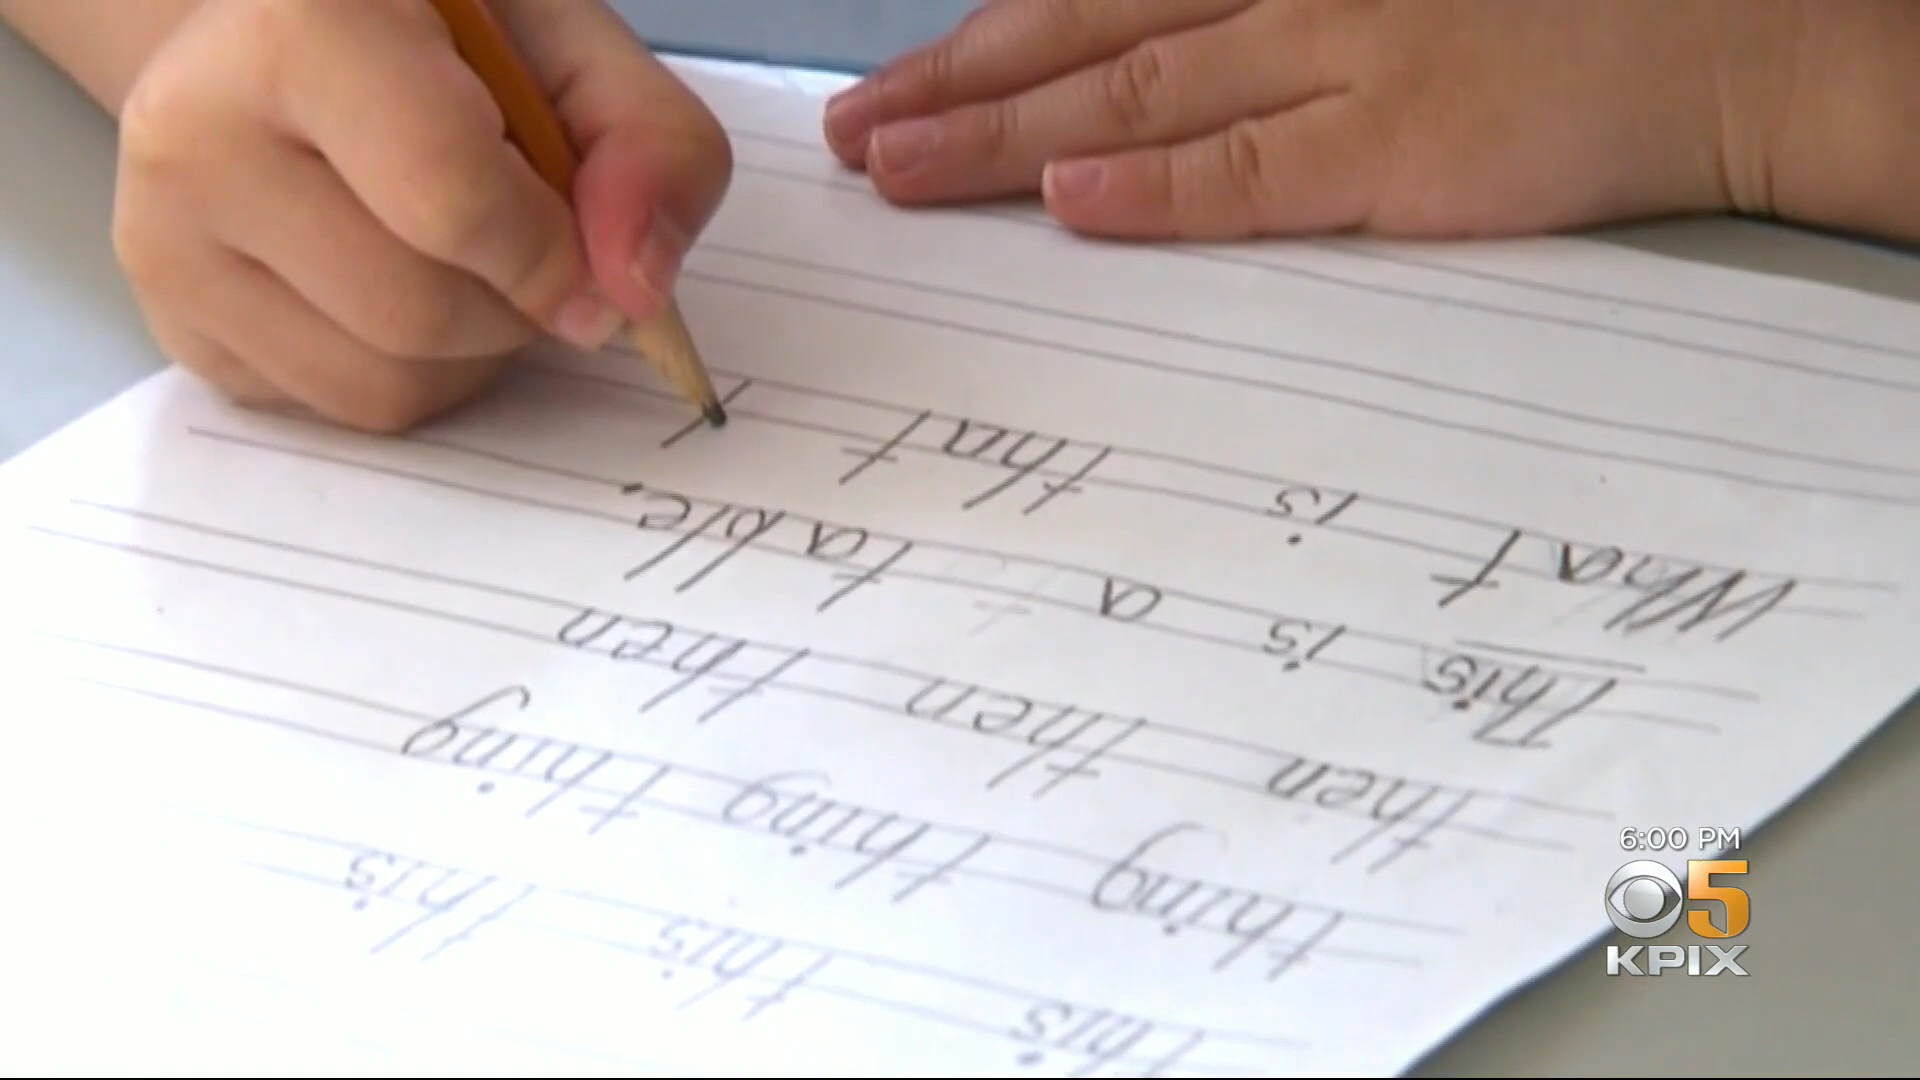 this this this
thing thing thing
then then then
This is a table.
What is that
6:00 PM
5
KPIX